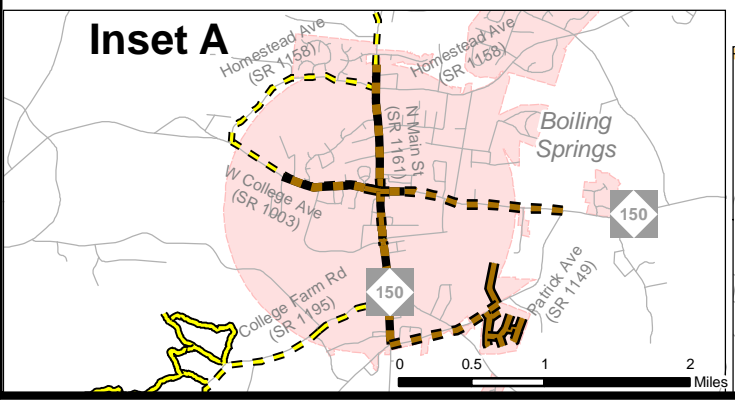 Inset A
Homestead Ave
(SR 1158)
Homestead Ave
(SR 1158)
N Main St
(SR 1161)
Boiling
Springs
W College Ave
(SR 1003)
150
College Farm Rd
(SR 1195)
150
Patrick Ave
(SR 1149)
0 0.5 1 2
Miles